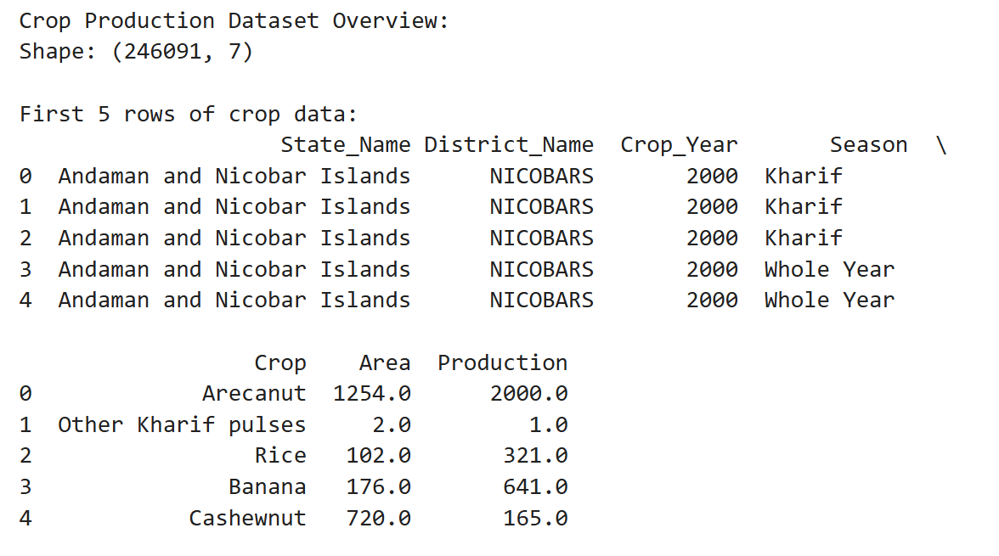 Crop Production Dataset Overview:
Shape: (246091, 7)

First 5 rows of crop data:
                    State_Name District_Name  Crop_Year       Season  \
0  Andaman and Nicobar Islands      NICOBARS       2000  Kharif
1  Andaman and Nicobar Islands      NICOBARS       2000  Kharif
2  Andaman and Nicobar Islands      NICOBARS       2000  Kharif
3  Andaman and Nicobar Islands      NICOBARS       2000  Whole Year
4  Andaman and Nicobar Islands      NICOBARS       2000  Whole Year

                  Crop    Area  Production
0             Arecanut  1254.0      2000.0
1  Other Kharif pulses     2.0         1.0
2                 Rice   102.0       321.0
3               Banana   176.0       641.0
4            Cashewnut   720.0       165.0